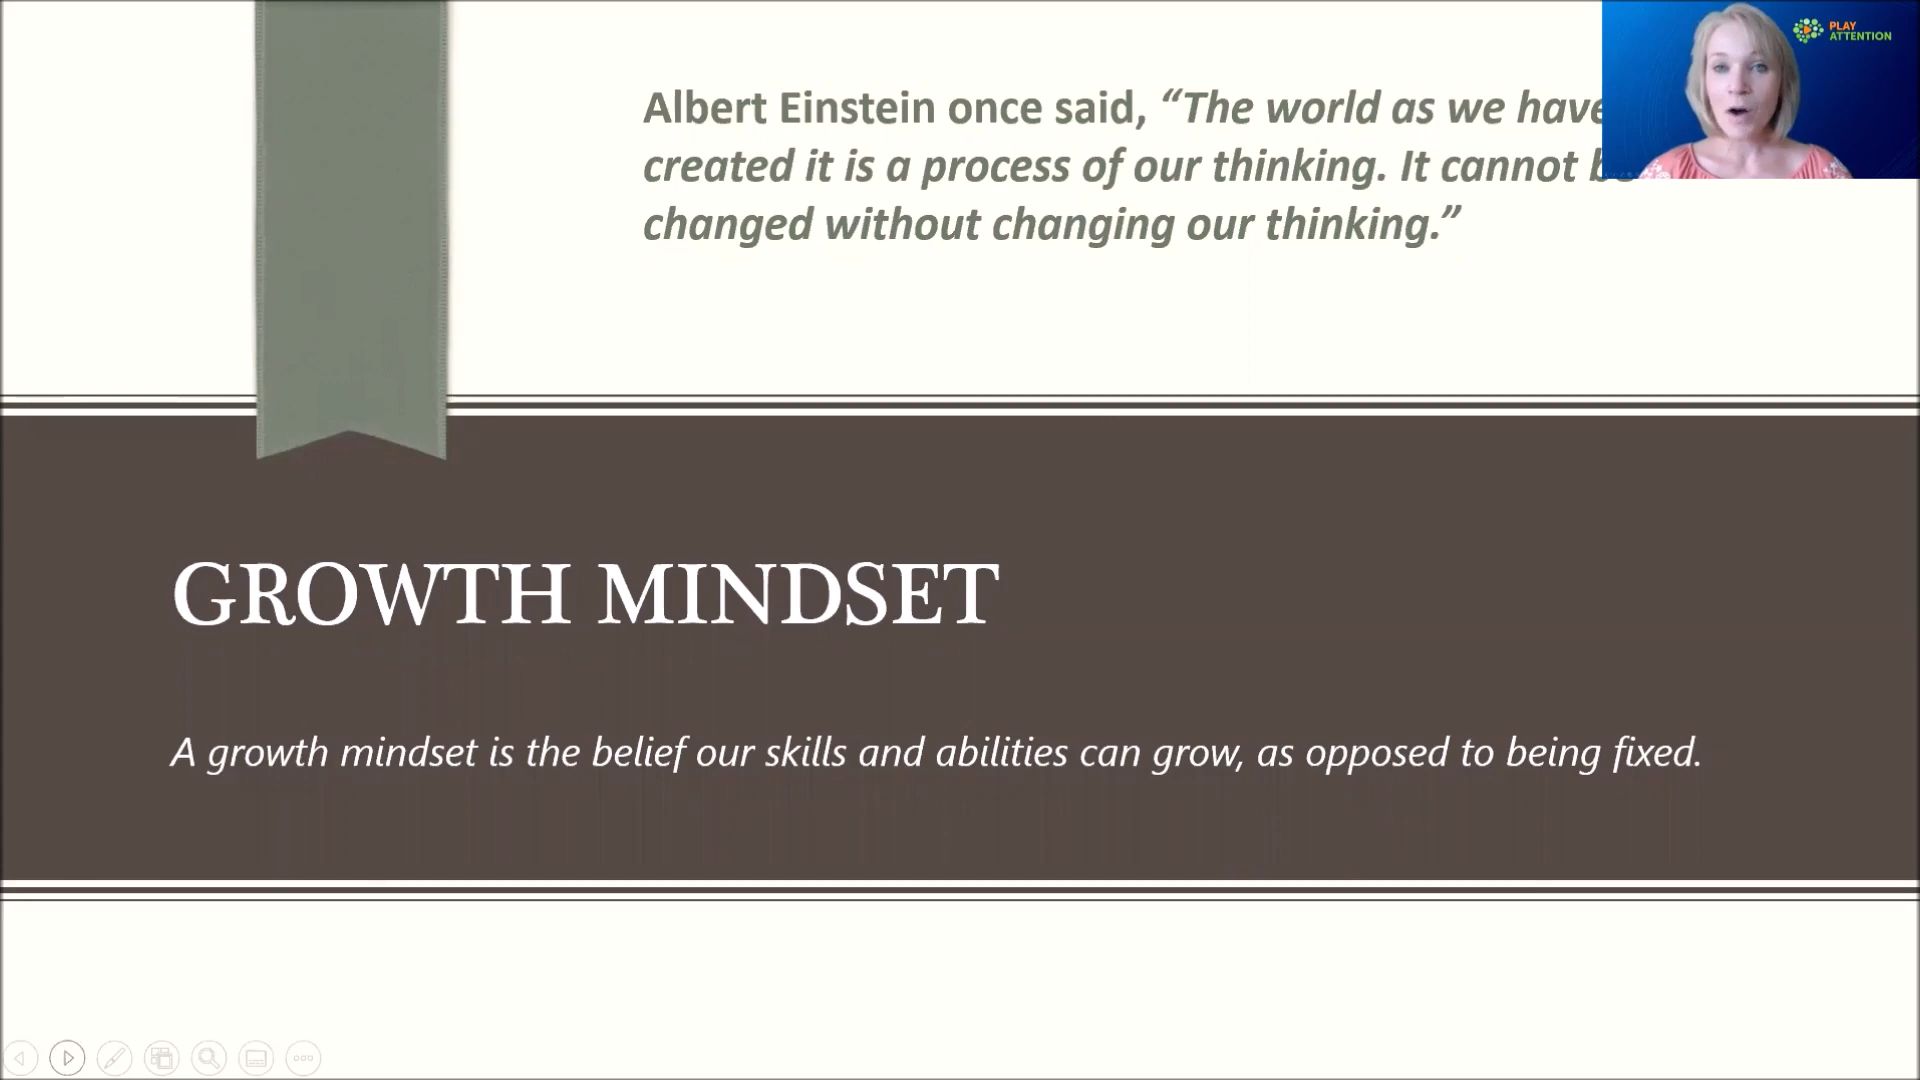 Albert Einstein once said, “The world as we have
created it is a process of our thinking. It cannot
changed without changing our thinking.”
PLAY
ATTENTION
GROWTH MINDSET
A growth mindset is the belief our skills and abilities can grow, as opposed to being fixed.